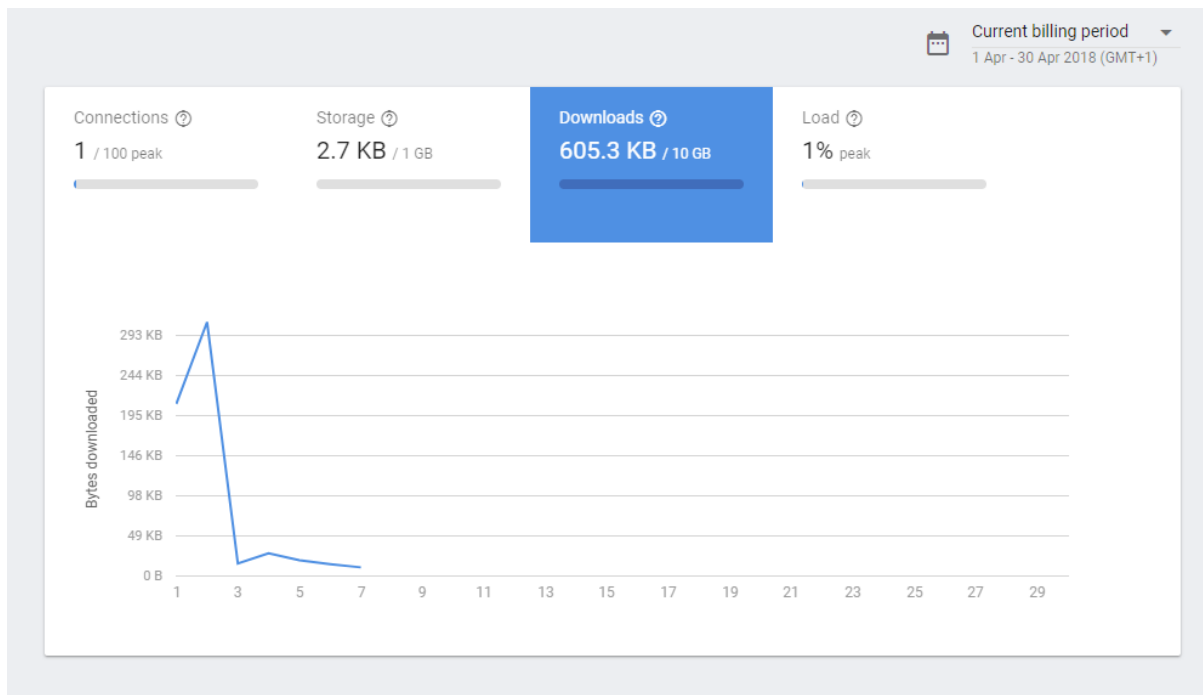 Current billing period
1 Apr - 30 Apr 2018 (GMT+1)
Connections
1 / 100 peak
Storage
2.7 KB / 1 GB
Downloads
605.3 KB / 10 GB
Load
1% peak
Bytes downloaded
293 KB
244 KB
195 KB
146 KB
98 KB
49 KB
0 B
1 3 5 7 9 11 13 15 17 19 21 23 25 27 29